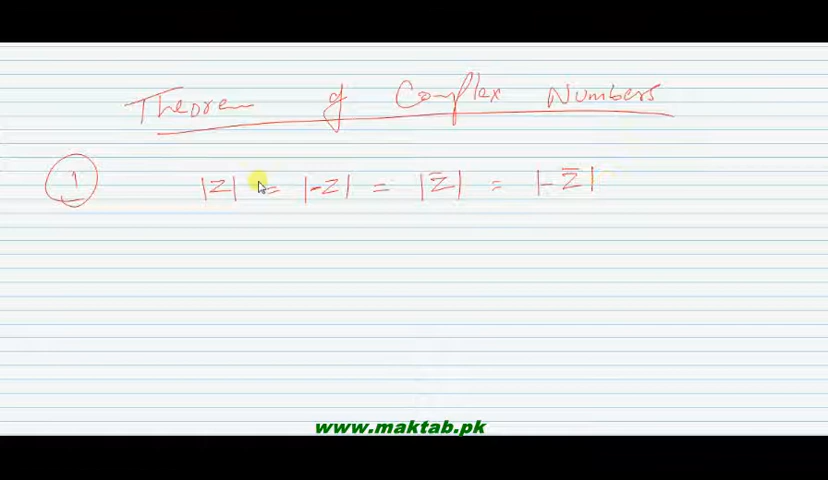 Theorem of Complex Numbers
1 |z| = |-z| = |z̄| = |-z̄|
www.maktab.pk